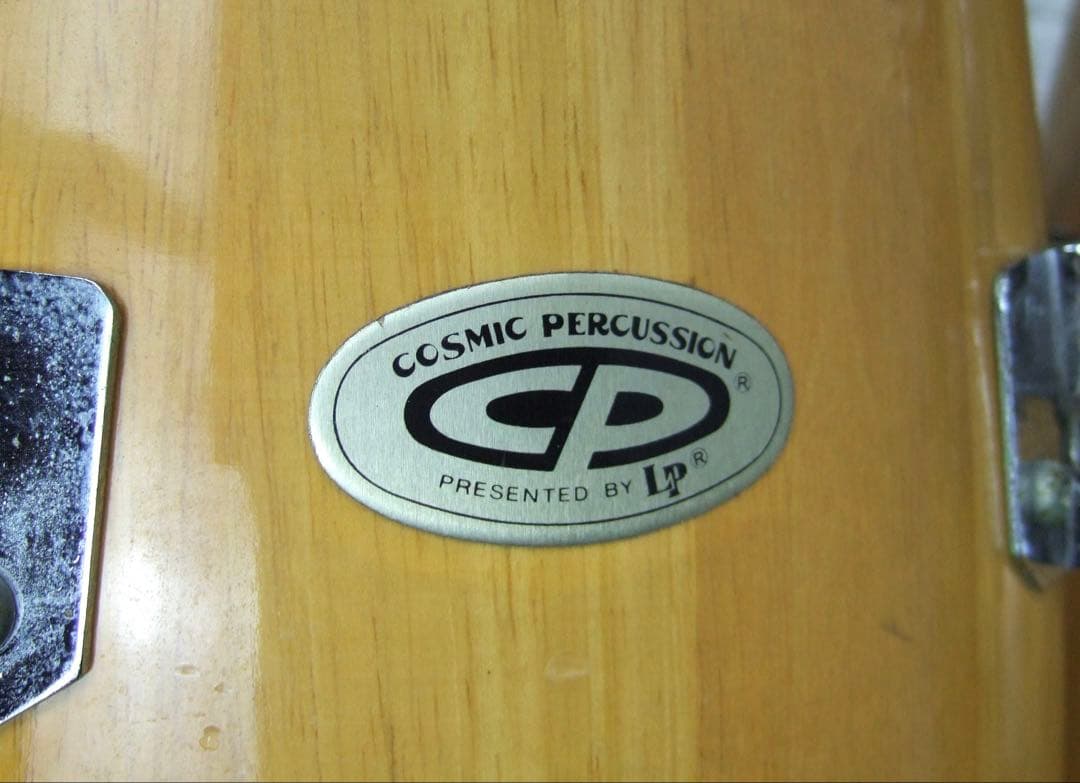 COSMIC PERCUSSION ®
CP
PRESENTED BY LP ®